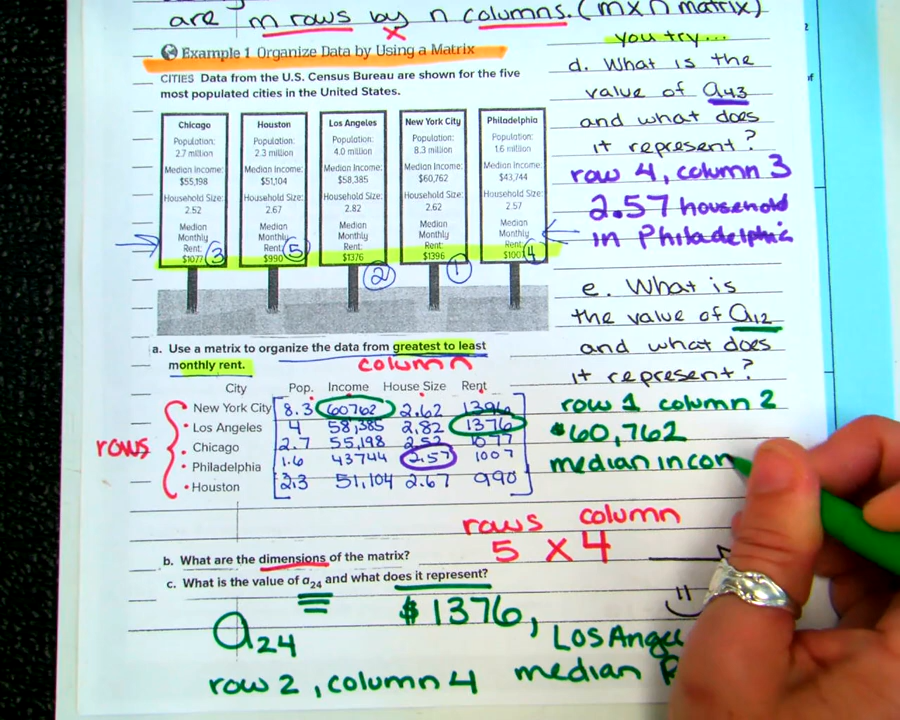 are m rows by n columns. (m x n matrix)
x
Example 1 Organize Data by Using a Matrix
CITIES Data from the U.S. Census Bureau are shown for the five
most populated cities in the United States.
Chicago
Population:
2.7 million
Median Income:
$55,198
Household Size:
2.52
Median
Monthly
Rent:
$1077 3
Houston
Population:
2.3 million
Median Income:
$51,104
Household Size:
2.67
Median
Monthly
Rent:
$990 5
Los Angeles
Population:
4.0 million
Median Income:
$58,385
Household Size:
2.82
Median
Monthly
Rent:
$1376
2
New York City
Population:
8.3 million
Median Income:
$60,762
Household Size:
2.62
Median
Monthly
Rent:
$1396
1
Philadelphia
Population:
1.6 million
Median Income:
$43,744
Household Size:
2.57
Median
Monthly
Rent:
4
a. Use a matrix to organize the data from greatest to least
monthly rent.
column
City Pop. Income House Size Rent
rows
New York City 8.3 60762 2.62 1396
Los Angeles 4 58,385 2.82 1376
Chicago 2.7 55,198 2.52 1077
Philadelphia 1.6 43744 2.57 1007
Houston 2.3 51,104 2.67 990
rows column
b. What are the dimensions of the matrix? 5 x 4
c. What is the value of a24 and what does it represent?
a24 $1376, Los Ange
row 2, column 4 median
you try...
d. What is the
value of a43
and what does
it represent?
row 4, column 3
2.57 household
in Philadelphia
e. What is
the value of a12
and what does
it represent?
row 1 column 2
$60,762
median incom